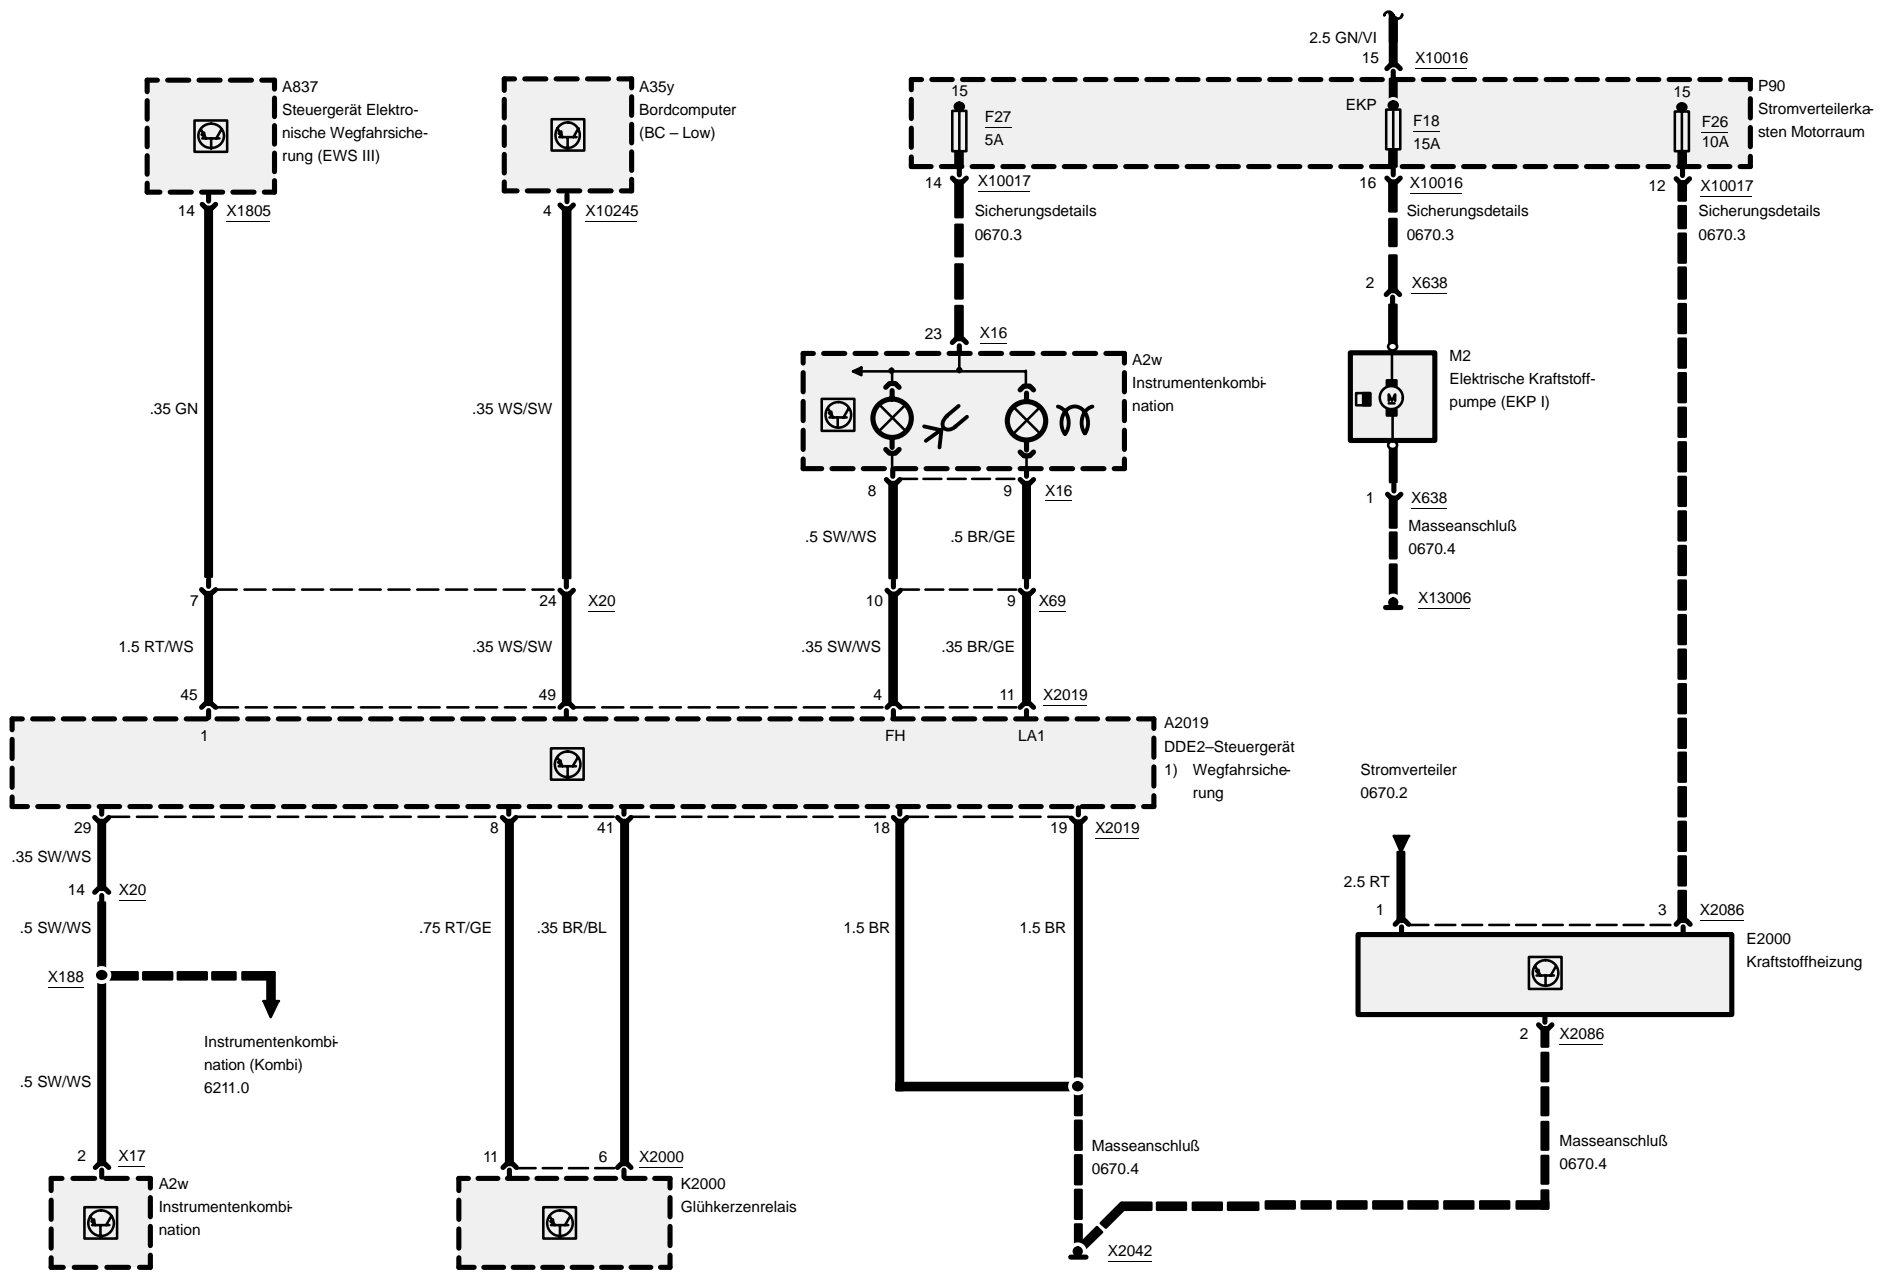 2.5 GN/VI
15 X10016
A837
Steuergerät Elektro-
nische Wegfahrsiche-
rung (EWS III)
A35y
Bordcomputer
(BC – Low)
P90
Stromverteilerka-
sten Motorraum
15
F27
5A
EKP
F18
15A
15
F26
10A
14 X1805
4 X10245
14 X10017
Sicherungsdetails
0670.3
16 X10016
Sicherungsdetails
0670.3
12 X10017
Sicherungsdetails
0670.3
2 X638
23 X16
A2w
Instrumentenkombi-
nation
M2
Elektrische Kraftstoff-
pumpe (EKP I)
M
.35 GN
.35 WS/SW
8 9 X16
1 X638
Masseanschluß
0670.4
.5 SW/WS
.5 BR/GE
7 24 X20
10 9 X69
X13006
1.5 RT/WS
.35 WS/SW
.35 SW/WS
.35 BR/GE
45 49 4 11 X2019
1 FH LA1
A2019
DDE2–Steuergerät
1) Wegfahrsiche-
rung
Stromverteiler
0670.2
29 8 41 18 19 X2019
.35 SW/WS
14 X20
2.5 RT
1 3 X2086
.5 SW/WS
.75 RT/GE
.35 BR/BL
1.5 BR
1.5 BR
E2000
Kraftstoffheizung
X188
Instrumentenkombi-
nation (Kombi)
6211.0
2 X2086
.5 SW/WS
2 X17
11 6 X2000
Masseanschluß
0670.4
Masseanschluß
0670.4
A2w
Instrumentenkombi-
nation
K2000
Glühkerzenrelais
X2042